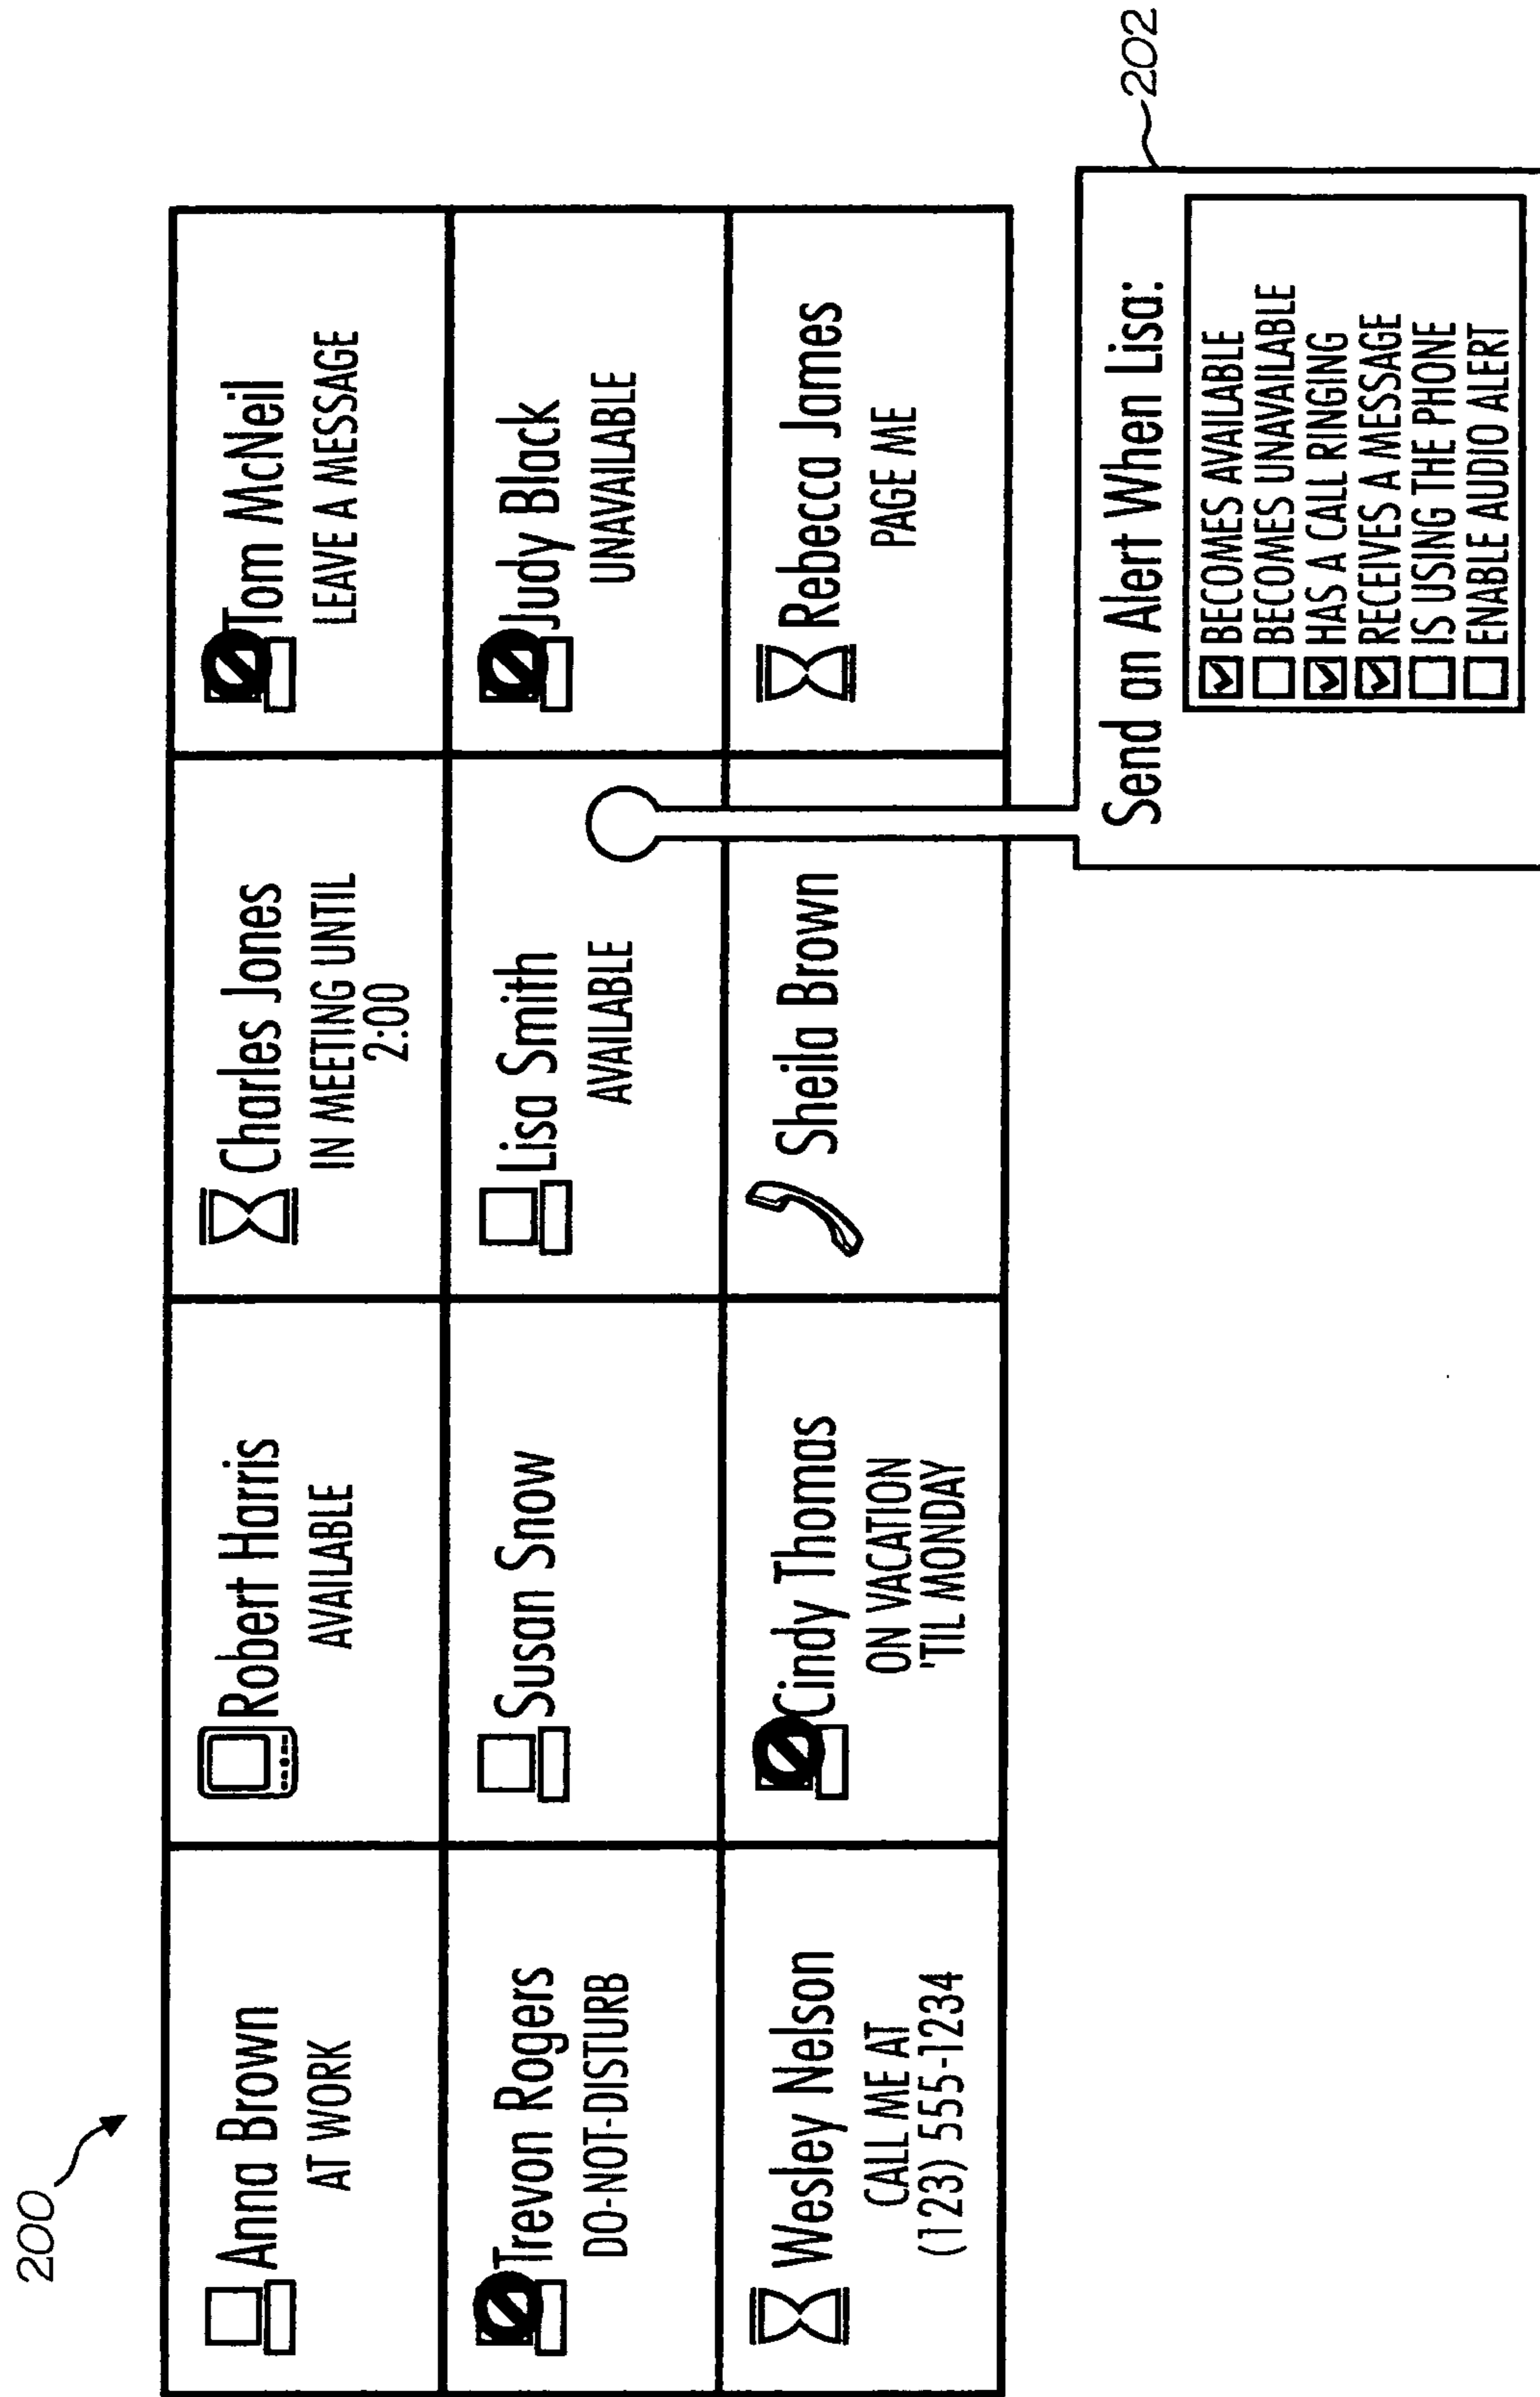 200
Anna Brown
AT WORK
Robert Harris
AVAILABLE
Charles Jones
IN MEETING UNTIL
2:00
Tom McNeil
LEAVE A MESSAGE
Trevon Rogers
DO-NOT-DISTURB
Susan Snow
Lisa Smith
AVAILABLE
Judy Black
UNAVAILABLE
Wesley Nelson
CALL ME AT
(123) 555-1234
Cindy Thomas
ON VACATION
'TIL MONDAY
Sheila Brown
Rebecca James
PAGE ME
202
Send an Alert When Lisa:
BECOMES AVAILABLE
BECOMES UNAVAILABLE
HAS A CALL RINGING
RECEIVES A MESSAGE
IS USING THE PHONE
ENABLE AUDIO ALERT